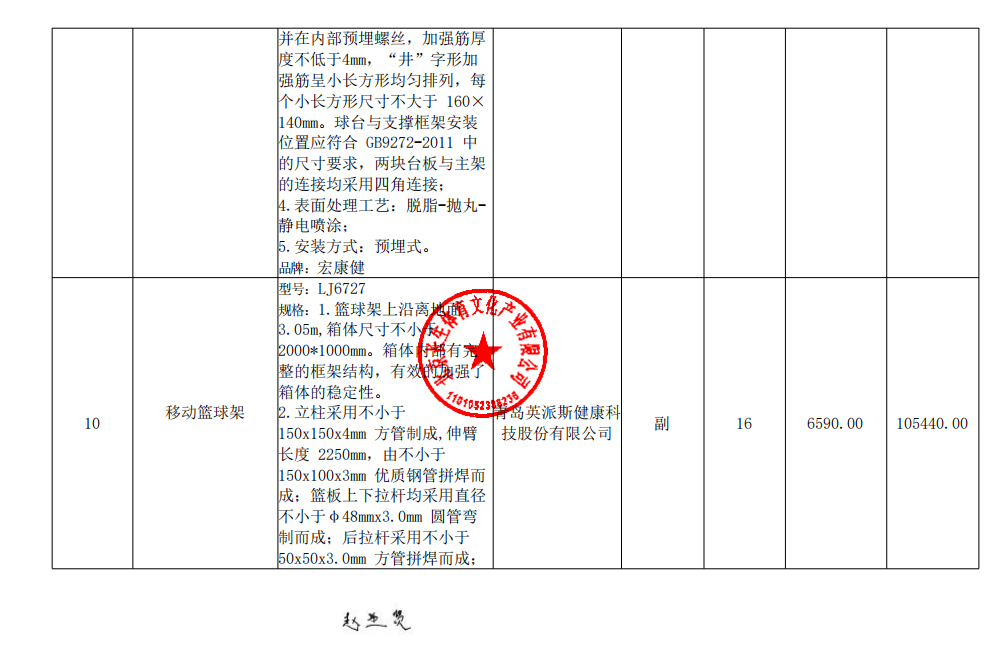 并在内部预埋螺丝，加强筋厚
度不低于4mm，“井”字形加
强筋呈小长方形均匀排列，每
个小长方形尺寸不大于 160×
140mm。球台与支撑框架安装
位置应符合 GB9272-2011 中
的尺寸要求，两块台板与主架
的连接均采用四角连接；
4.表面处理工艺：脱脂-抛丸-
静电喷涂；
5.安装方式：预埋式。
品牌：宏康健
10
移动篮球架
型号：LJ6727
规格：1.篮球架上沿离地面
3.05m,箱体尺寸不小于
2000*1000mm。箱体内部有完
整的框架结构，有效的加强了
箱体的稳定性。
2.立柱采用不小于
150x150x4mm 方管制成,伸臂
长度 2250mm，由不小于
150x100x3mm 优质钢管拼焊而
成；篮板上下拉杆均采用直径
不小于φ48mmx3.0mm 圆管弯
制而成；后拉杆采用不小于
50x50x3.0mm 方管拼焊而成；
青岛英派斯健康科
技股份有限公司
副
16
6590.00
105440.00